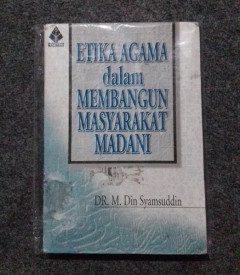 ETIKA AGAMA
dalam
MEMBANGUN
MASYARAKAT
MADANI
DR. M. Din Syamsuddin